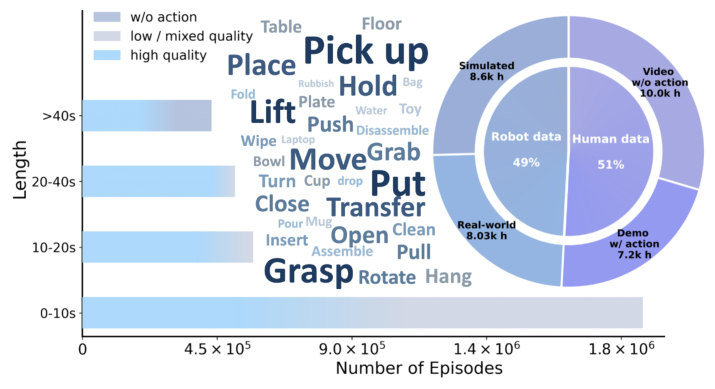 w/o action
low / mixed quality
high quality
Length
>40s
20-40s
10-20s
0-10s
0
4.5 × 10⁵
9.0 × 10⁵
1.4 × 10⁶
1.8 × 10⁶
Number of Episodes
Table
Floor
Pick up
Place
Rubbish
Hold
Bag
Fold
Plate
Lift
Water
Toy
Push
Disassemble
Wipe
Laptop
Bowl
Move
Grab
Turn
Cup
drop
Put
Close
Transfer
Pour
Mug
Insert
Open
Clean
Assemble
Pull
Grasp
Rotate
Hang
Simulated
8.6k h
Video
w/o action
10.0k h
Robot data
49%
Human data
51%
Real-world
8.03k h
Demo
w/ action
7.2k h